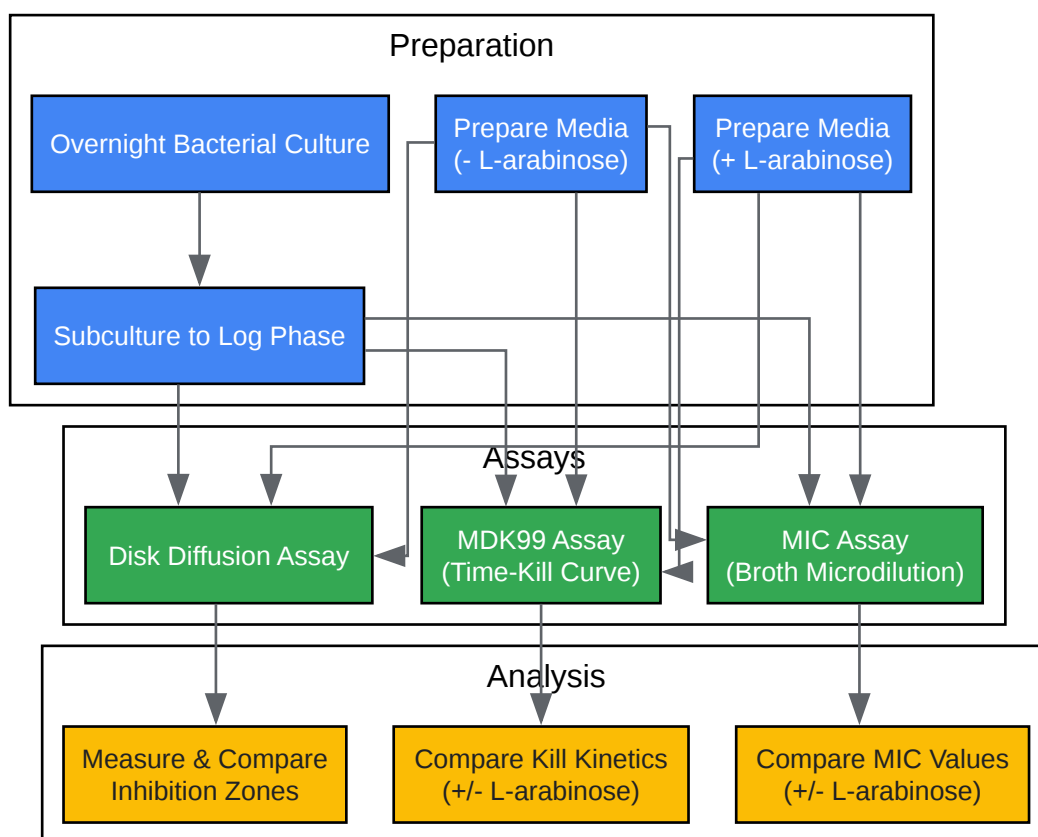 Preparation
Overnight Bacterial Culture
Prepare Media
(- L-arabinose)
Prepare Media
(+ L-arabinose)
Subculture to Log Phase
Assays
Disk Diffusion Assay
MDK99 Assay
(Time-Kill Curve)
MIC Assay
(Broth Microdilution)
Analysis
Measure & Compare
Inhibition Zones
Compare Kill Kinetics
(+/- L-arabinose)
Compare MIC Values
(+/- L-arabinose)